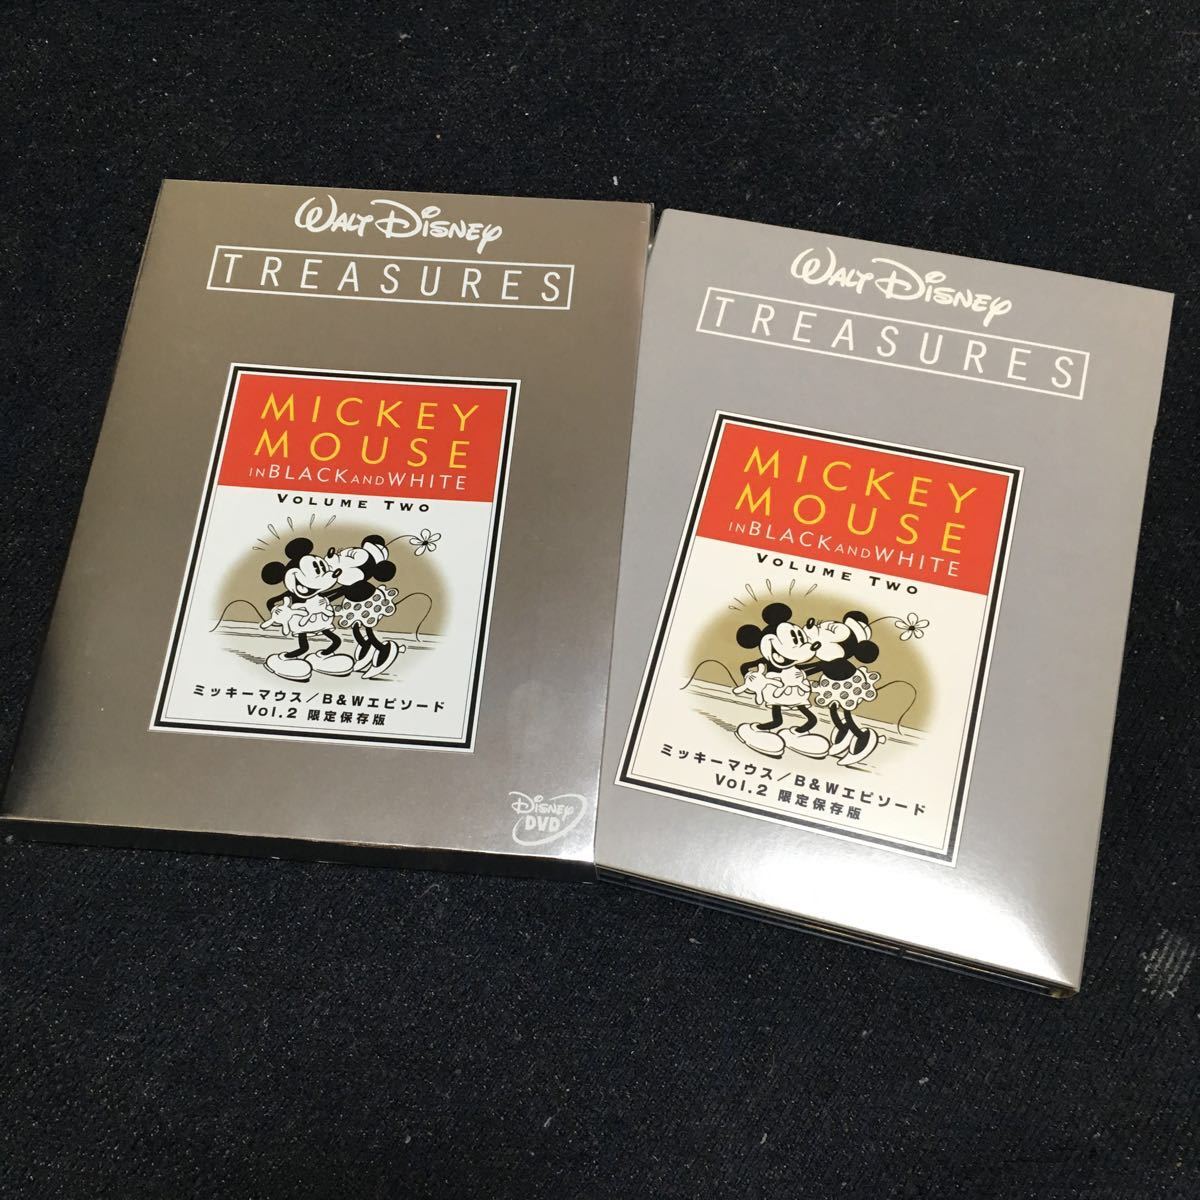 WALT DISNEY
TREASURES
MICKEY
MOUSE
IN BLACK AND WHITE
VOLUME TWO
ミッキーマウス／B&Wエピソード
Vol.2 限定保存版
DISNEY
DVD
WALT DISNEY
TREASURES
MICKEY
MOUSE
IN BLACK AND WHITE
VOLUME TWO
ミッキーマウス／B&Wエピソード
Vol.2 限定保存版